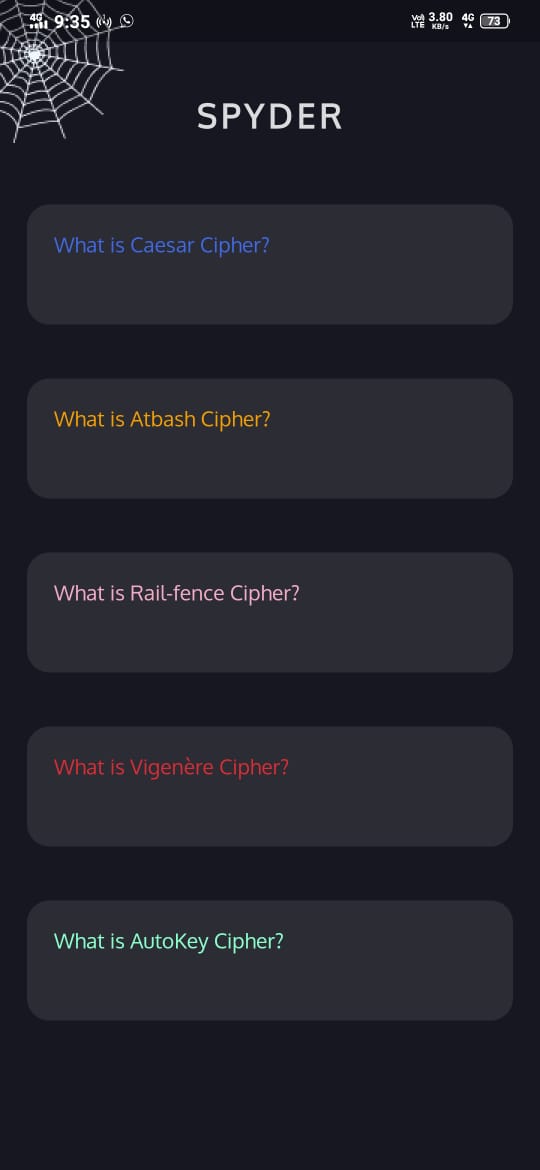 4G 9:35 Vo) LTE 3.80 KB/s 4G 73
SPYDER
What is Caesar Cipher?
What is Atbash Cipher?
What is Rail-fence Cipher?
What is Vigenère Cipher?
What is AutoKey Cipher?